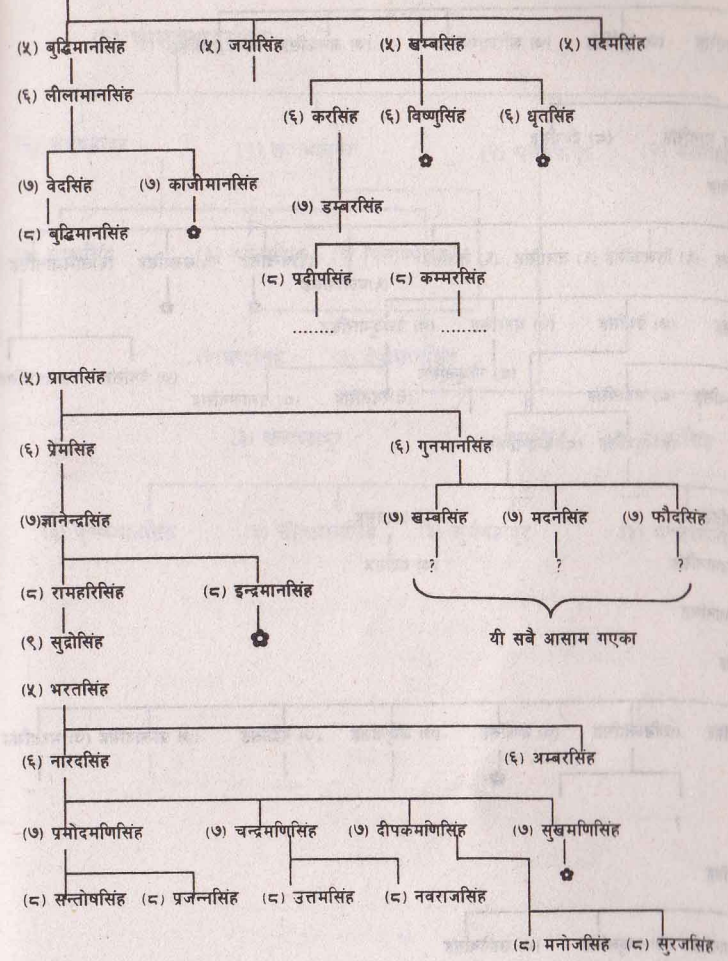 (५) बुद्धिमानसिंह (५) जयासिंह (५) खम्बसिंह (५) पदमसिंह
(६) लीलामानसिंह (६) करसिंह (६) विष्णुसिंह (६) धृतसिंह
(७) वेदसिंह (७) काजीमानसिंह
(७) डम्बरसिंह
(८) बुद्धिमानसिंह
(८) प्रदीपसिंह (८) कम्मरसिंह
........ ..........
(५) प्राप्तसिंह
(६) प्रेमसिंह (६) गुनमानसिंह
(७)ज्ञानेन्द्रसिंह (७) खम्बसिंह (७) मदनसिंह (७) फौदसिंह
? ? ?
(८) रामहरिसिंह (८) इन्द्रमानसिंह
(९) सुद्रोसिंह यी सबै आसाम गएका
(५) भरतसिंह
(६) नारदसिंह (६) अम्बरसिंह
(७) प्रमोदमणिसिंह (७) चन्द्रमणिसिंह (७) दीपकमणिसिंह (७) सुखमणिसिंह
(८) सन्तोषसिंह (८) प्रजन्नसिंह (८) उत्तमसिंह (८) नवराजसिंह
(८) मनोजसिंह (८) सुरजसिंह